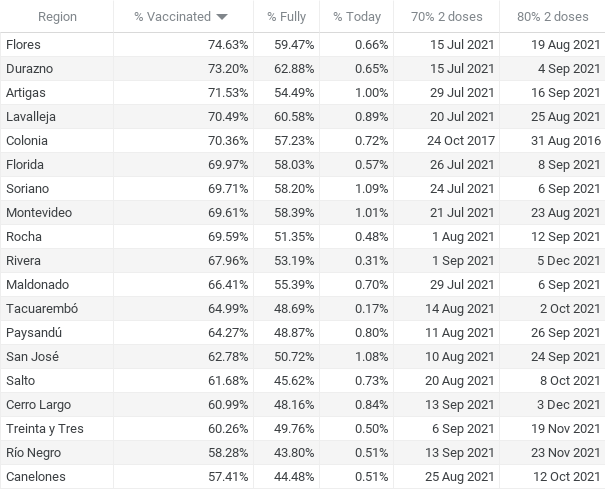 Region % Vaccinated % Fully % Today 70% 2 doses 80% 2 doses
Flores 74.63% 59.47% 0.66% 15 Jul 2021 19 Aug 2021
Durazno 73.20% 62.88% 0.65% 15 Jul 2021 4 Sep 2021
Artigas 71.53% 54.49% 1.00% 29 Jul 2021 16 Sep 2021
Lavalleja 70.49% 60.58% 0.89% 20 Jul 2021 25 Aug 2021
Colonia 70.36% 57.23% 0.72% 24 Oct 2017 31 Aug 2016
Florida 69.97% 58.03% 0.57% 26 Jul 2021 8 Sep 2021
Soriano 69.71% 58.20% 1.09% 24 Jul 2021 6 Sep 2021
Montevideo 69.61% 58.39% 1.01% 21 Jul 2021 23 Aug 2021
Rocha 69.59% 51.35% 0.48% 1 Aug 2021 12 Sep 2021
Rivera 67.96% 53.19% 0.31% 1 Sep 2021 5 Dec 2021
Maldonado 66.41% 55.39% 0.70% 29 Jul 2021 6 Sep 2021
Tacuarembó 64.99% 48.69% 0.17% 14 Aug 2021 2 Oct 2021
Paysandú 64.27% 48.87% 0.80% 11 Aug 2021 26 Sep 2021
San José 62.78% 50.72% 1.08% 10 Aug 2021 24 Sep 2021
Salto 61.68% 45.62% 0.73% 20 Aug 2021 8 Oct 2021
Cerro Largo 60.99% 48.16% 0.84% 13 Sep 2021 3 Dec 2021
Treinta y Tres 60.26% 49.76% 0.50% 6 Sep 2021 19 Nov 2021
Río Negro 58.28% 43.80% 0.51% 13 Sep 2021 23 Nov 2021
Canelones 57.41% 44.48% 0.51% 25 Aug 2021 12 Oct 2021